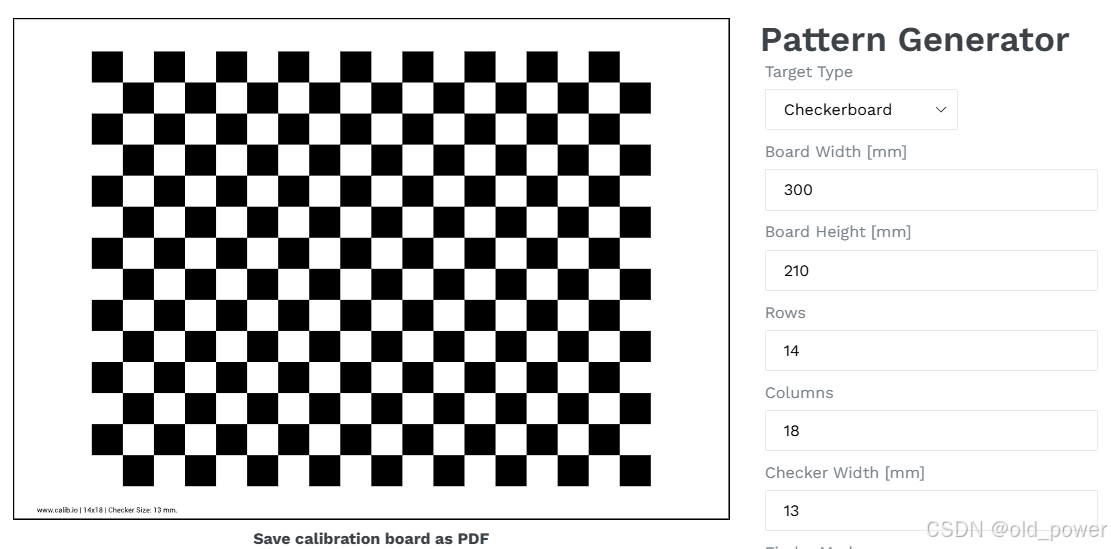 Pattern Generator
Target Type
Checkerboard
Board Width [mm]
300
Board Height [mm]
210
Rows
14
Columns
18
Checker Width [mm]
13
www.calib.io | 14x18 | Checker Size: 13 mm.
Save calibration board as PDF
CSDN @old_power